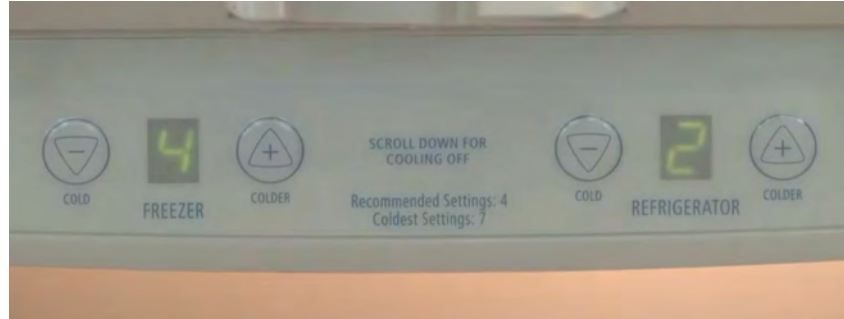 4
2
SCROLL DOWN FOR
COOLING OFF
COLD
FREEZER
COLDER
Recommended Settings: 4
Coldest Settings: 7
COLD
REFRIGERATOR
COLDER